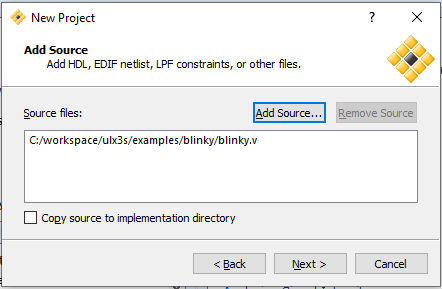 New Project
Add Source
Add HDL, EDIF netlist, LPF constraints, or other files.
Source files:
Add Source...
Remove Source
C:/workspace/ulx3s/examples/blinky/blinky.v
Copy source to implementation directory
< Back
Next >
Cancel